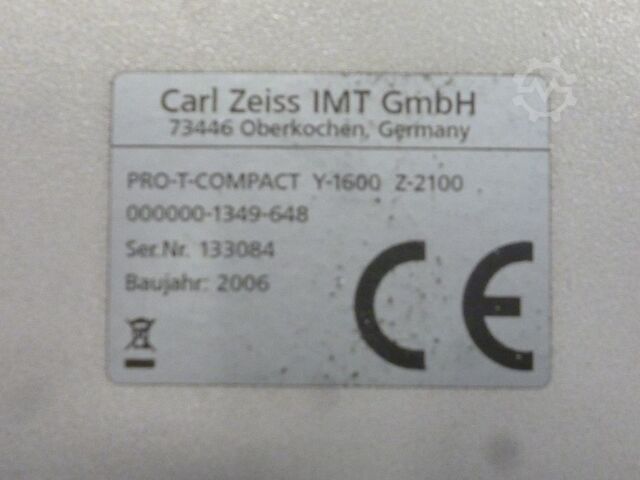 Carl Zeiss IMT GmbH
73446 Oberkochen, Germany
PRO-T-COMPACT Y-1600 Z-2100
000000-1349-648
Ser.Nr. 133084
Baujahr: 2006
CE